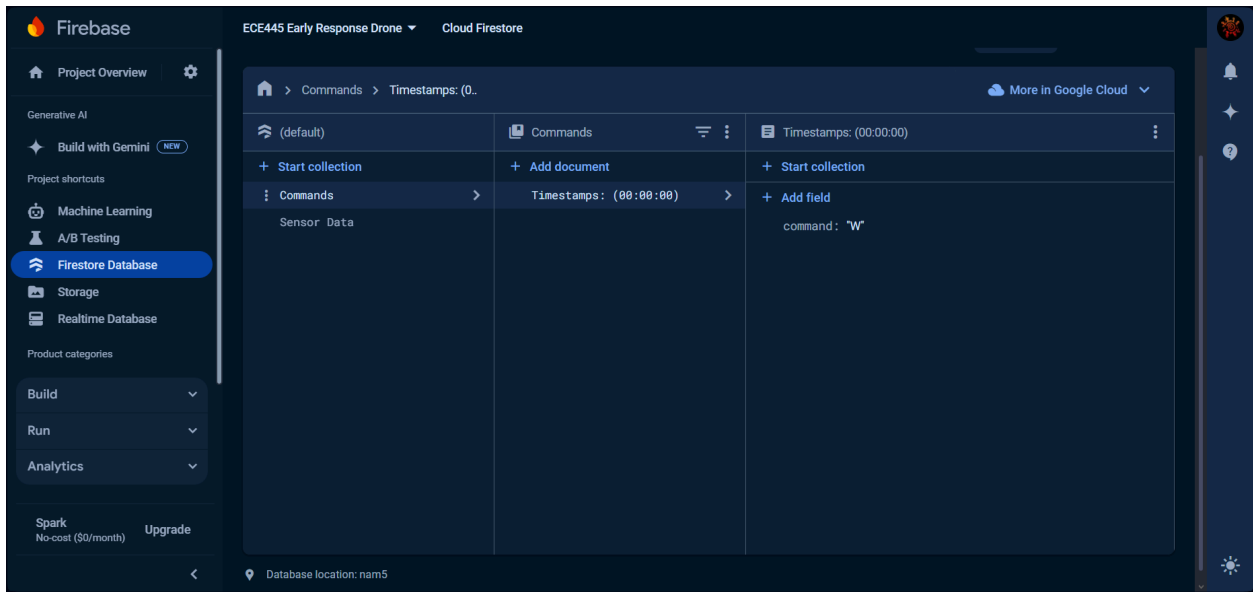 Firebase
ECE445 Early Response Drone
Cloud Firestore
Project Overview
Generative AI
Build with Gemini NEW
Project shortcuts
Machine Learning
A/B Testing
Firestore Database
Storage
Realtime Database
Product categories
Build
Run
Analytics
Spark
No-cost ($0/month)
Upgrade
Commands > Timestamps: (0..
More in Google Cloud
(default)
+ Start collection
Commands
Sensor Data
Commands
+ Add document
Timestamps: (00:00:00)
Timestamps: (00:00:00)
+ Start collection
+ Add field
command: "W"
Database location: nam5